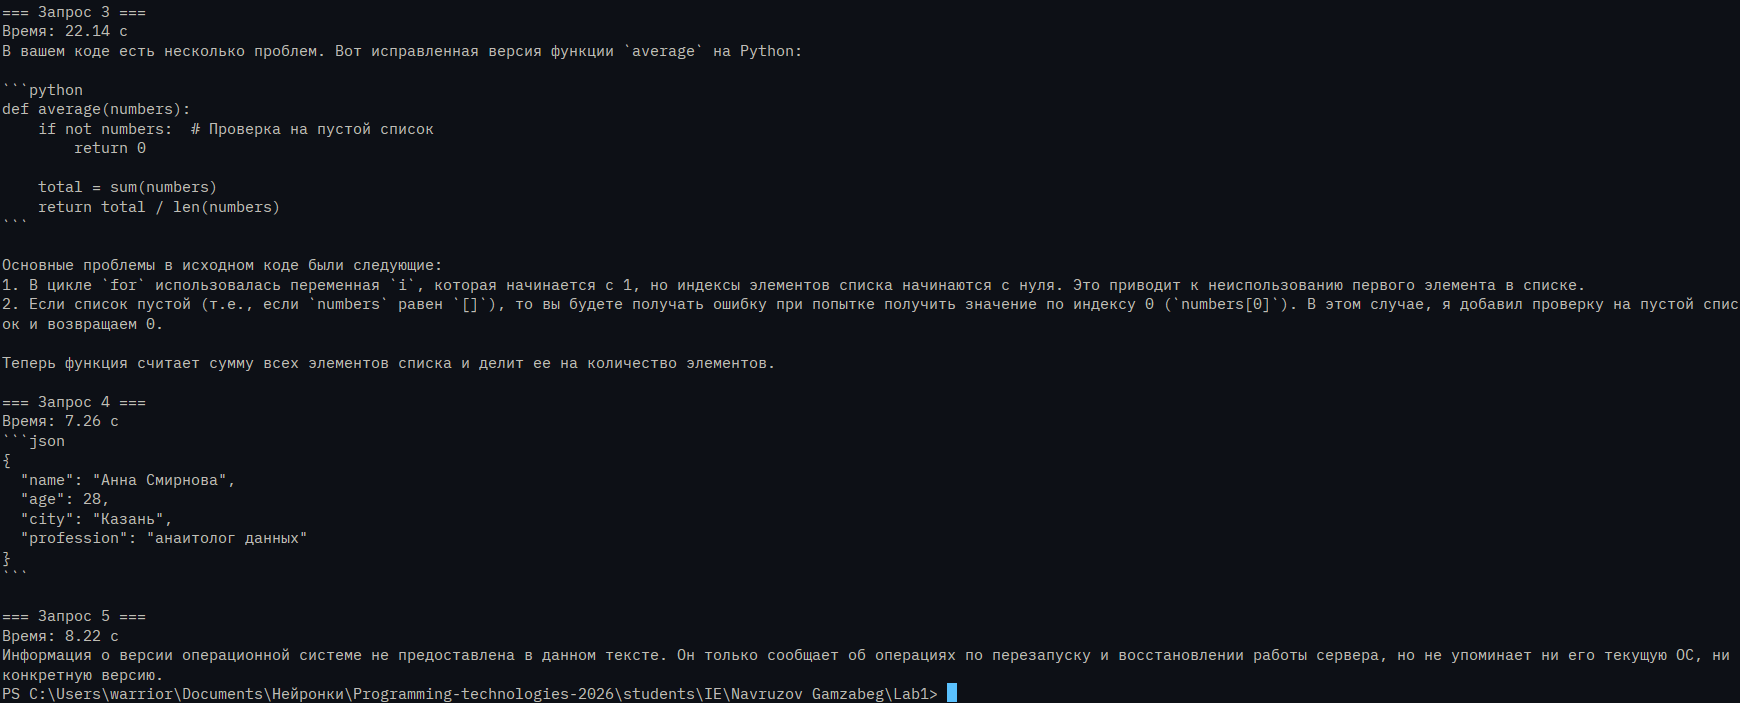 === Запрос 3 ===
Время: 22.14 с
В вашем коде есть несколько проблем. Вот исправленная версия функции `average` на Python:

```python
def average(numbers):
    if not numbers:  # Проверка на пустой список
        return 0

    total = sum(numbers)
    return total / len(numbers)
```

Основные проблемы в исходном коде были следующие:
1. В цикле `for` использовалась переменная `i`, которая начинается с 1, но индексы элементов списка начинаются с нуля. Это приводит к неиспользованию первого элемента в списке.
2. Если список пустой (т.е., если `numbers` равен `[]`), то вы будете получать ошибку при попытке получить значение по индексу 0 (`numbers[0]`). В этом случае, я добавил проверку на пустой спис
ок и возвращаем 0.

Теперь функция считает сумму всех элементов списка и делит ее на количество элементов.

=== Запрос 4 ===
Время: 7.26 с
```json
{
  "name": "Анна Смирнова",
  "age": 28,
  "city": "Казань",
  "profession": "анаитолог данных"
}
```

=== Запрос 5 ===
Время: 8.22 с
Информация о версии операционной системе не предоставлена в данном тексте. Он только сообщает об операциях по перезапуску и восстановлении работы сервера, но не упоминает ни его текущую ОС, ни
конкретную версию.
PS C:\Users\warrior\Documents\Нейронки\Programming-technologies-2026\students\IE\Navruzov Gamzabeg\Lab1>